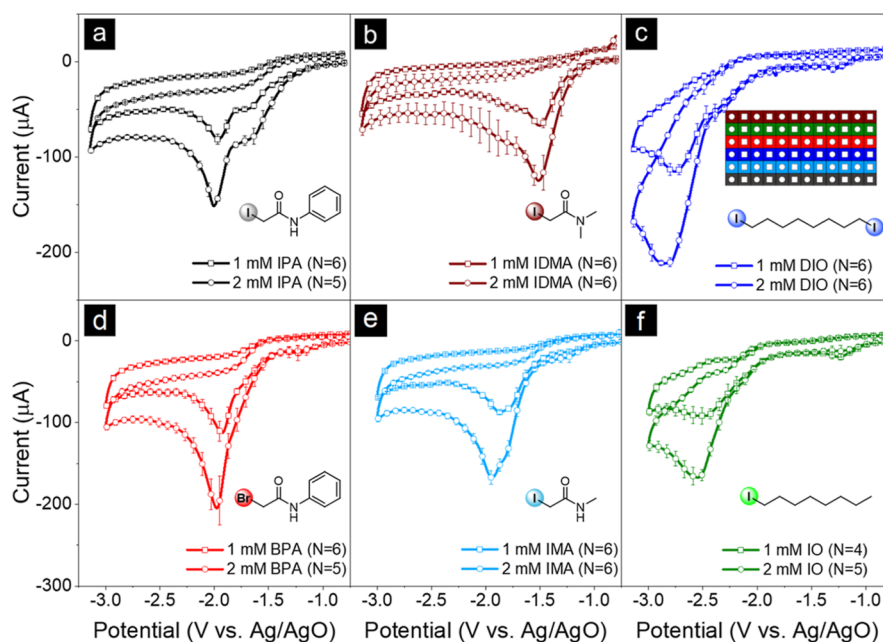 a
b
c
0
-100
-200
Current (µA)
I
O
N
H
I
O
N
I
I
1 mM IPA (N=6)
2 mM IPA (N=5)
1 mM IDMA (N=6)
2 mM IDMA (N=6)
1 mM DIO (N=6)
2 mM DIO (N=6)
d
e
f
0
-100
-200
-300
Current (µA)
Br
O
N
H
I
O
N
H
I
1 mM BPA (N=6)
2 mM BPA (N=5)
1 mM IMA (N=6)
2 mM IMA (N=6)
1 mM IO (N=4)
2 mM IO (N=5)
-3.0 -2.5 -2.0 -1.5 -1.0
-3.0 -2.5 -2.0 -1.5 -1.0
-3.0 -2.5 -2.0 -1.5 -1.0
Potential (V vs. Ag/AgO)
Potential (V vs. Ag/AgO)
Potential (V vs. Ag/AgO)